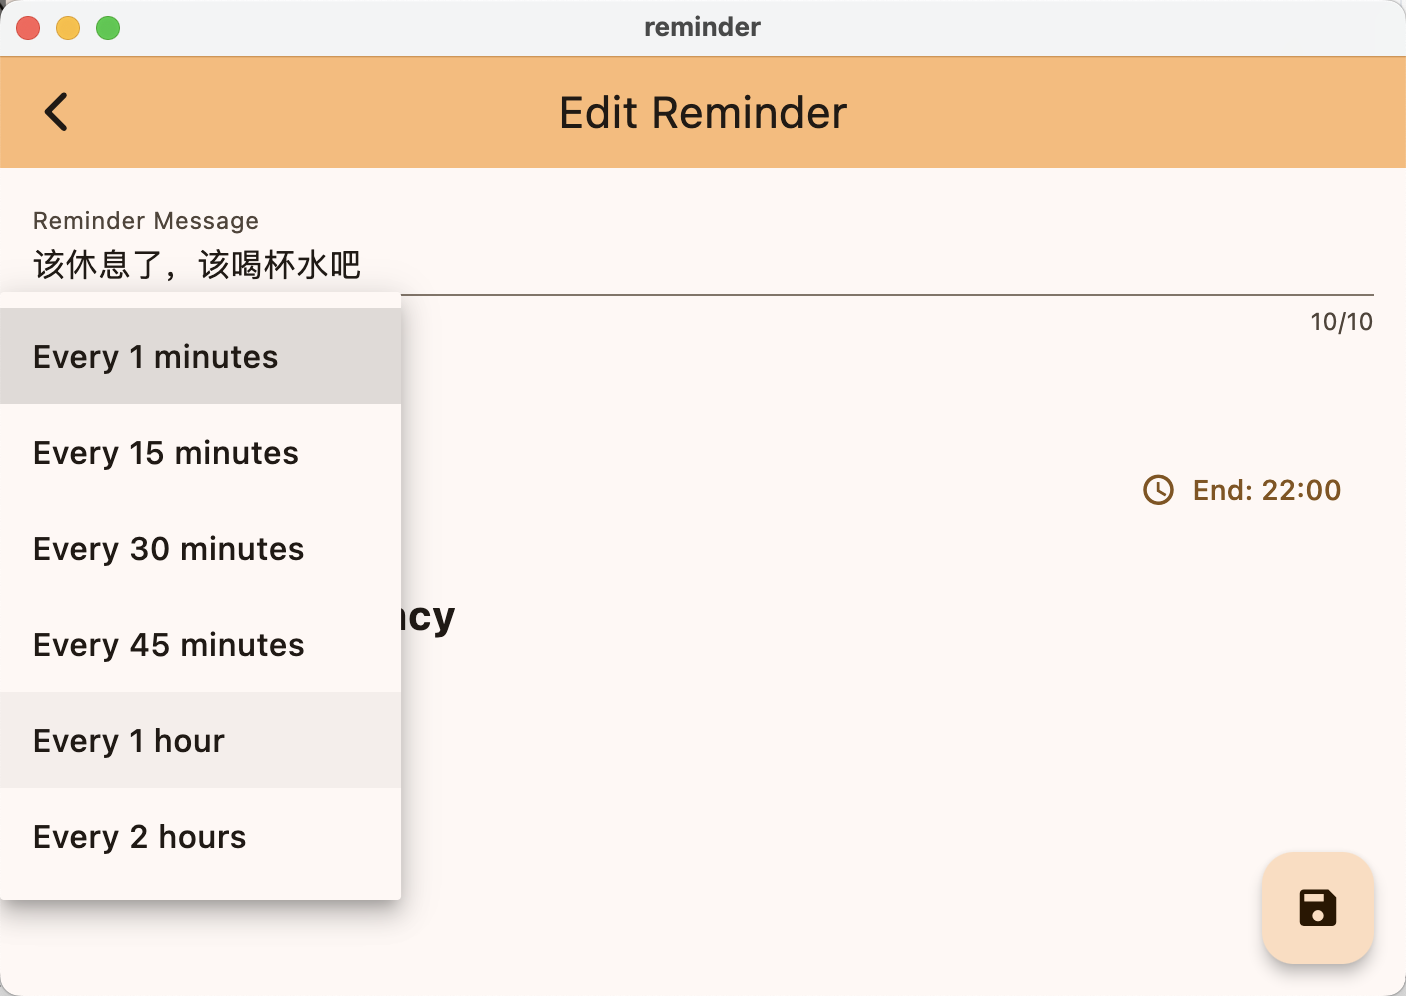 reminder
Edit Reminder
Reminder Message
该休息了，该喝杯水吧
10/10
Every 1 minutes
Every 15 minutes
End: 22:00
Every 30 minutes
Every 45 minutes
Every 1 hour
Every 2 hours